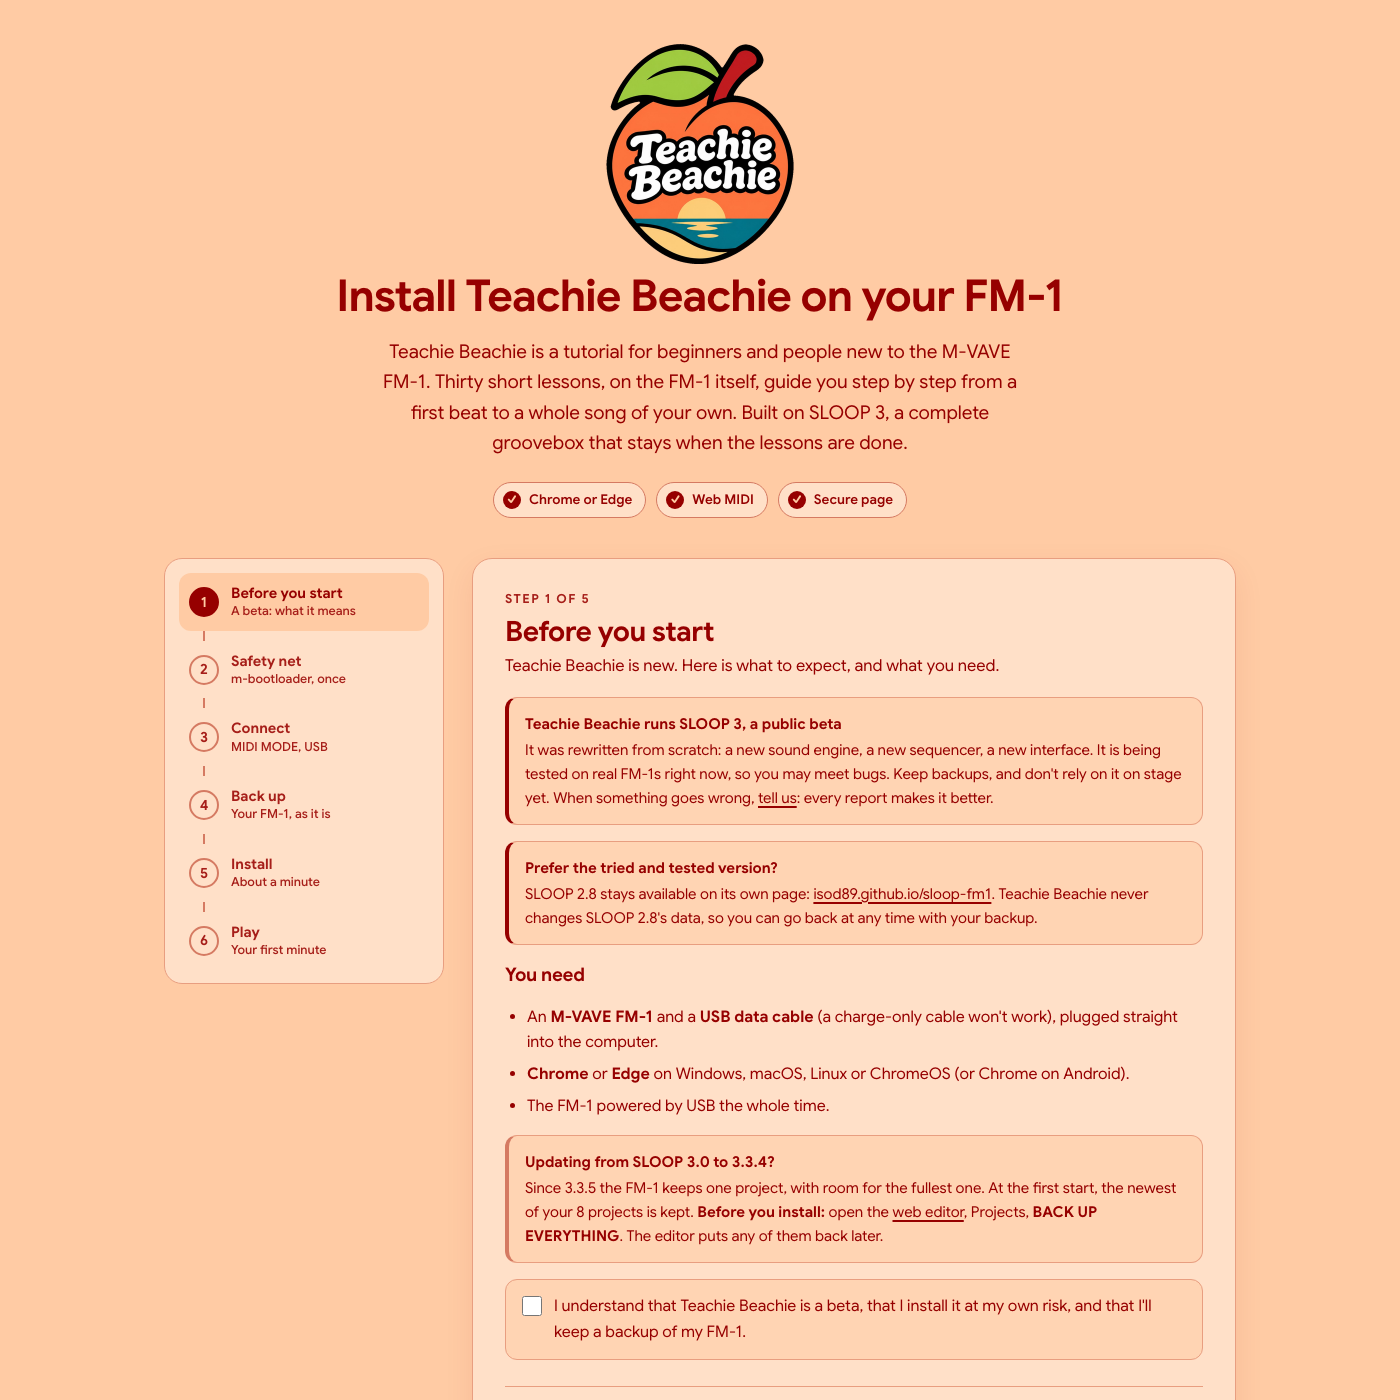 Teachie
Beachie
Install Teachie Beachie on your FM-1
Teachie Beachie is a tutorial for beginners and people new to the M-VAVE
FM-1. Thirty short lessons, on the FM-1 itself, guide you step by step from a
first beat to a whole song of your own. Built on SLOOP 3, a complete
groovebox that stays when the lessons are done.
Chrome or Edge
Web MIDI
Secure page
1
Before you start
A beta: what it means
2
Safety net
m-bootloader, once
3
Connect
MIDI MODE, USB
4
Back up
Your FM-1, as it is
5
Install
About a minute
6
Play
Your first minute
STEP 1 OF 5
Before you start
Teachie Beachie is new. Here is what to expect, and what you need.
Teachie Beachie runs SLOOP 3, a public beta
It was rewritten from scratch: a new sound engine, a new sequencer, a new interface. It is being
tested on real FM-1s right now, so you may meet bugs. Keep backups, and don't rely on it on stage
yet. When something goes wrong, tell us: every report makes it better.
Prefer the tried and tested version?
SLOOP 2.8 stays available on its own page: isod89.github.io/sloop-fm1. Teachie Beachie never
changes SLOOP 2.8's data, so you can go back at any time with your backup.
You need
• An M-VAVE FM-1 and a USB data cable (a charge-only cable won't work), plugged straight
into the computer.
• Chrome or Edge on Windows, macOS, Linux or ChromeOS (or Chrome on Android).
• The FM-1 powered by USB the whole time.
Updating from SLOOP 3.0 to 3.3.4?
Since 3.3.5 the FM-1 keeps one project, with room for the fullest one. At the first start, the newest
of your 8 projects is kept. Before you install: open the web editor, Projects, BACK UP
EVERYTHING. The editor puts any of them back later.
I understand that Teachie Beachie is a beta, that I install it at my own risk, and that I'll
keep a backup of my FM-1.